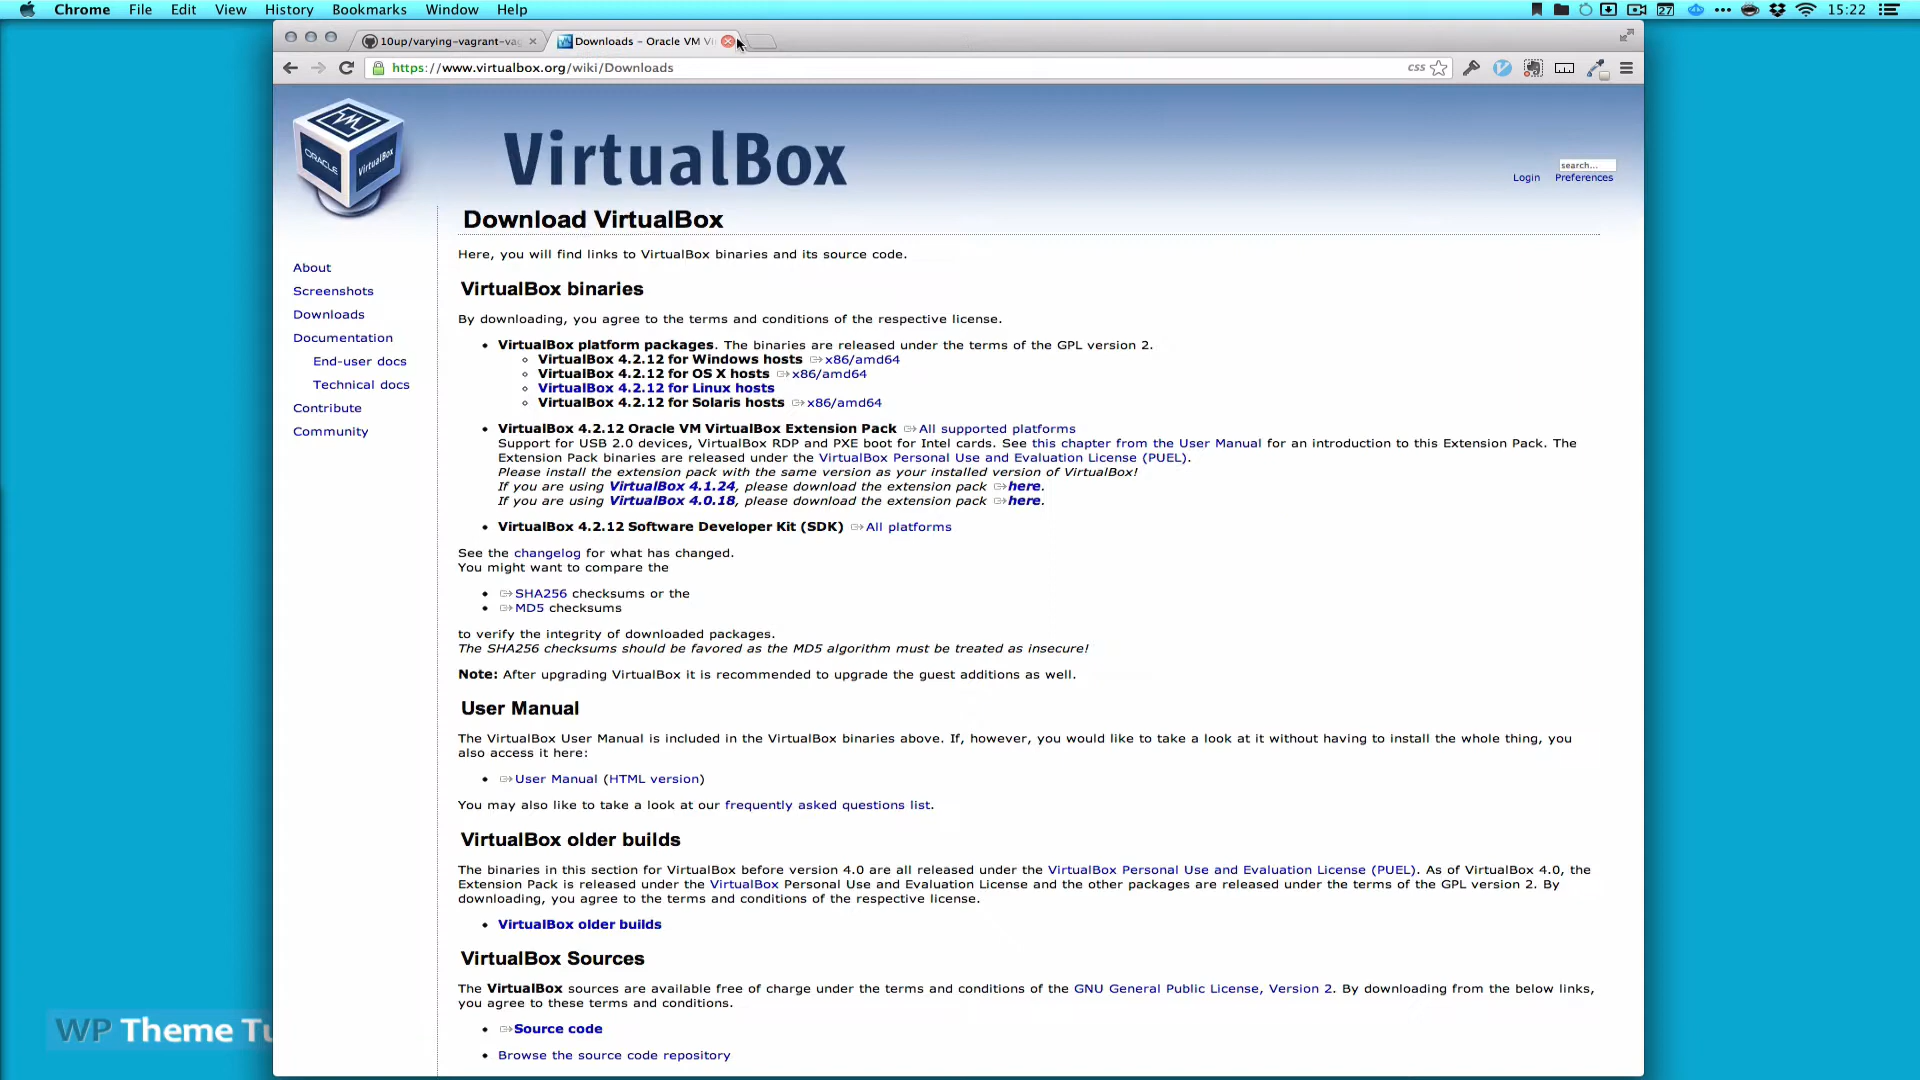 Chrome File Edit View History Bookmarks Window Help 27 15:22
10up/varying-vagrant-va
Downloads – Oracle VM Vi
https://www.virtualbox.org/wiki/Downloads
css
ORACLE
VirtualBox
VirtualBox
search...
Login Preferences
Download VirtualBox
Here, you will find links to VirtualBox binaries and its source code.
About
Screenshots
Downloads
Documentation
End-user docs
Technical docs
Contribute
Community
VirtualBox binaries
By downloading, you agree to the terms and conditions of the respective license.
VirtualBox platform packages. The binaries are released under the terms of the GPL version 2.
VirtualBox 4.2.12 for Windows hosts x86/amd64
VirtualBox 4.2.12 for OS X hosts x86/amd64
VirtualBox 4.2.12 for Linux hosts
VirtualBox 4.2.12 for Solaris hosts x86/amd64
VirtualBox 4.2.12 Oracle VM VirtualBox Extension Pack All supported platforms
Support for USB 2.0 devices, VirtualBox RDP and PXE boot for Intel cards. See this chapter from the User Manual for an introduction to this Extension Pack. The
Extension Pack binaries are released under the VirtualBox Personal Use and Evaluation License (PUEL).
Please install the extension pack with the same version as your installed version of VirtualBox!
If you are using VirtualBox 4.1.24, please download the extension pack here.
If you are using VirtualBox 4.0.18, please download the extension pack here.
VirtualBox 4.2.12 Software Developer Kit (SDK) All platforms
See the changelog for what has changed.
You might want to compare the
SHA256 checksums or the
MD5 checksums
to verify the integrity of downloaded packages.
The SHA256 checksums should be favored as the MD5 algorithm must be treated as insecure!
Note: After upgrading VirtualBox it is recommended to upgrade the guest additions as well.
User Manual
The VirtualBox User Manual is included in the VirtualBox binaries above. If, however, you would like to take a look at it without having to install the whole thing, you
also access it here:
User Manual (HTML version)
You may also like to take a look at our frequently asked questions list.
VirtualBox older builds
The binaries in this section for VirtualBox before version 4.0 are all released under the VirtualBox Personal Use and Evaluation License (PUEL). As of VirtualBox 4.0, the
Extension Pack is released under the VirtualBox Personal Use and Evaluation License and the other packages are released under the terms of the GPL version 2. By
downloading, you agree to the terms and conditions of the respective license.
VirtualBox older builds
VirtualBox Sources
The VirtualBox sources are available free of charge under the terms and conditions of the GNU General Public License, Version 2. By downloading from the below links,
you agree to these terms and conditions.
Source code
Browse the source code repository
WP Theme Tu